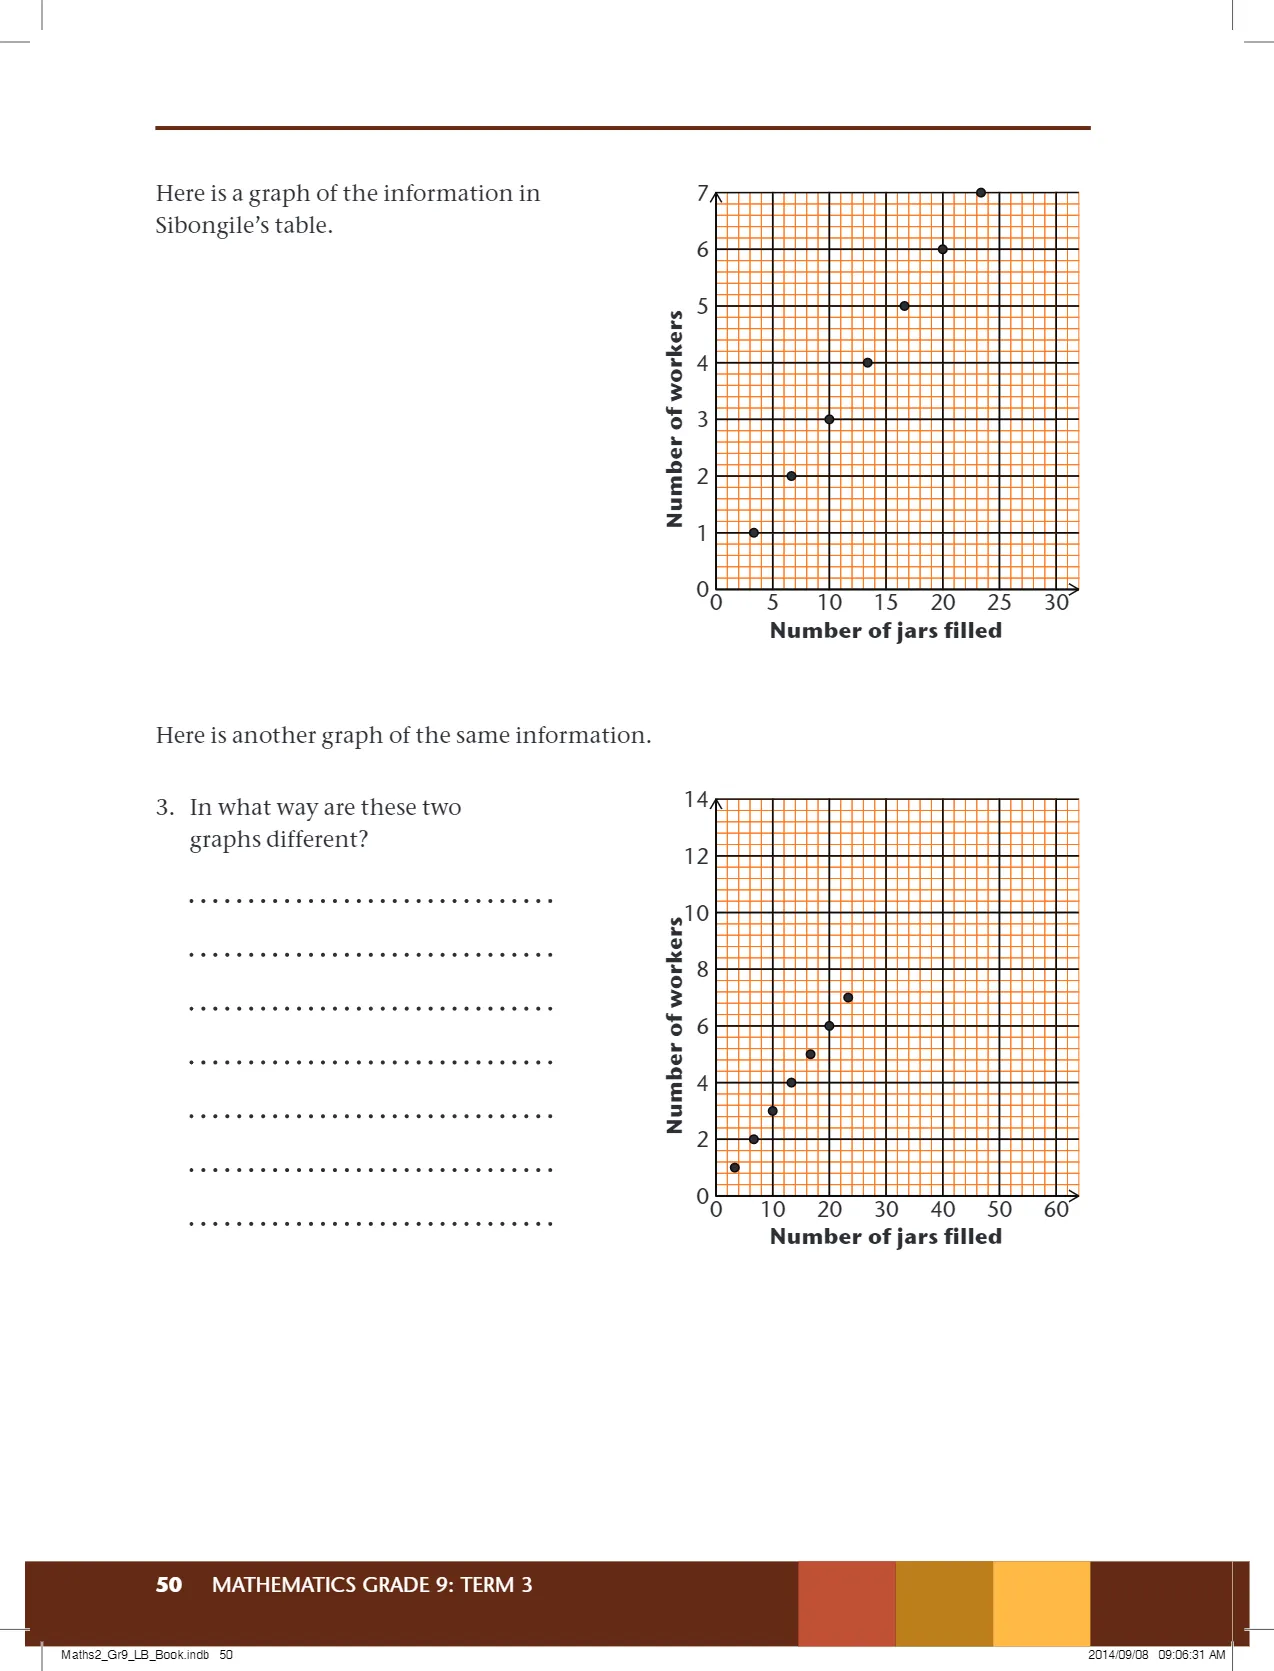 Here is a graph of the information in
Sibongile’s table.
7
6
5
4
3
2
1
0
Number of workers
0 5 10 15 20 25 30
Number of jars filled
Here is another graph of the same information.
3. In what way are these two
graphs different?
14
12
10
8
6
4
2
0
Number of workers
0 10 20 30 40 50 60
Number of jars filled
50 MATHEMATICS GRADE 9: TERM 3
Maths2_Gr9_LB_Book.indb 50
2014/09/08 09:06:31 AM